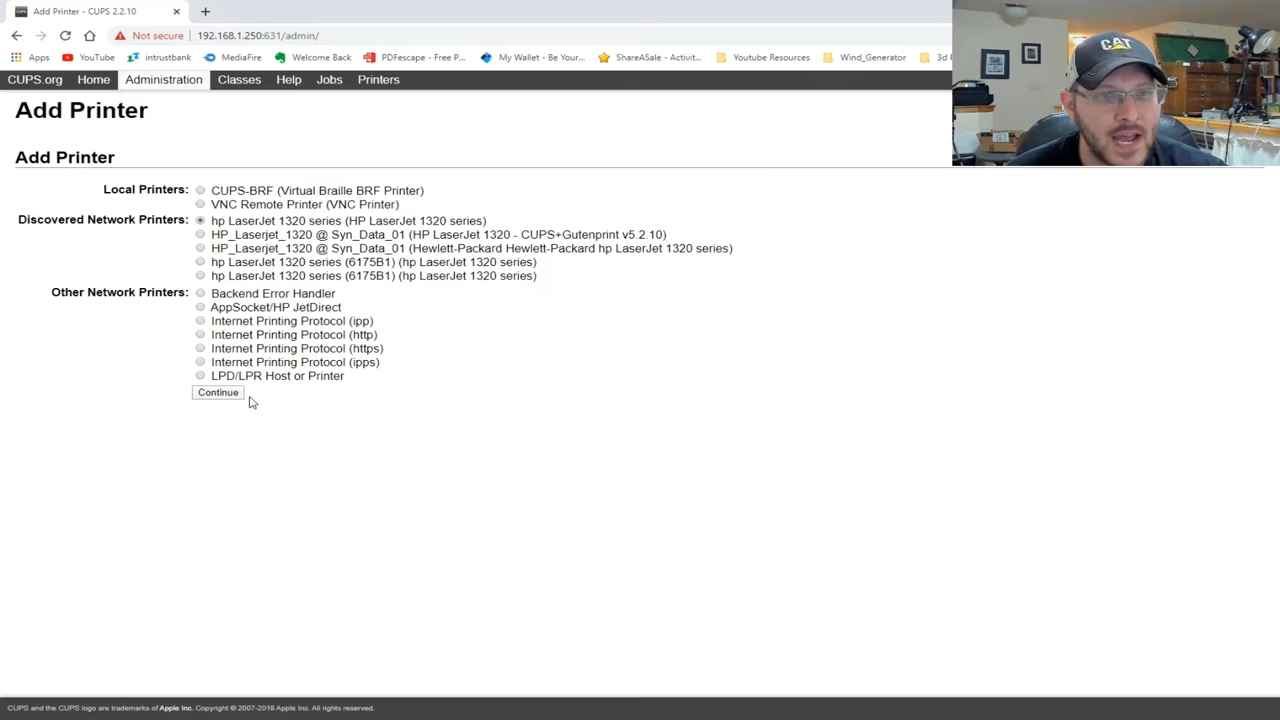 Add Printer - CUPS 2.2.10
Not secure 192.168.1.250:631/admin/
Apps YouTube intrustbank MediaFire Welcome Back PDFescape - Free P... My Wallet - Be Your... ShareASale - Activit... Youtube Resources Wind_Generator 3d
CUPS.org Home Administration Classes Help Jobs Printers
Add Printer
Add Printer
Local Printers: CUPS-BRF (Virtual Braille BRF Printer)
VNC Remote Printer (VNC Printer)
Discovered Network Printers: hp LaserJet 1320 series (HP LaserJet 1320 series)
HP_Laserjet_1320 @ Syn_Data_01 (HP LaserJet 1320 - CUPS+Gutenprint v5.2.10)
HP_Laserjet_1320 @ Syn_Data_01 (Hewlett-Packard Hewlett-Packard hp LaserJet 1320 series)
hp LaserJet 1320 series (6175B1) (hp LaserJet 1320 series)
hp LaserJet 1320 series (6175B1) (hp LaserJet 1320 series)
Other Network Printers: Backend Error Handler
AppSocket/HP JetDirect
Internet Printing Protocol (ipp)
Internet Printing Protocol (http)
Internet Printing Protocol (https)
Internet Printing Protocol (ipps)
LPD/LPR Host or Printer
Continue
CUPS and the CUPS logo are trademarks of Apple Inc. Copyright © 2007-2018 Apple Inc. All rights reserved.
CAT